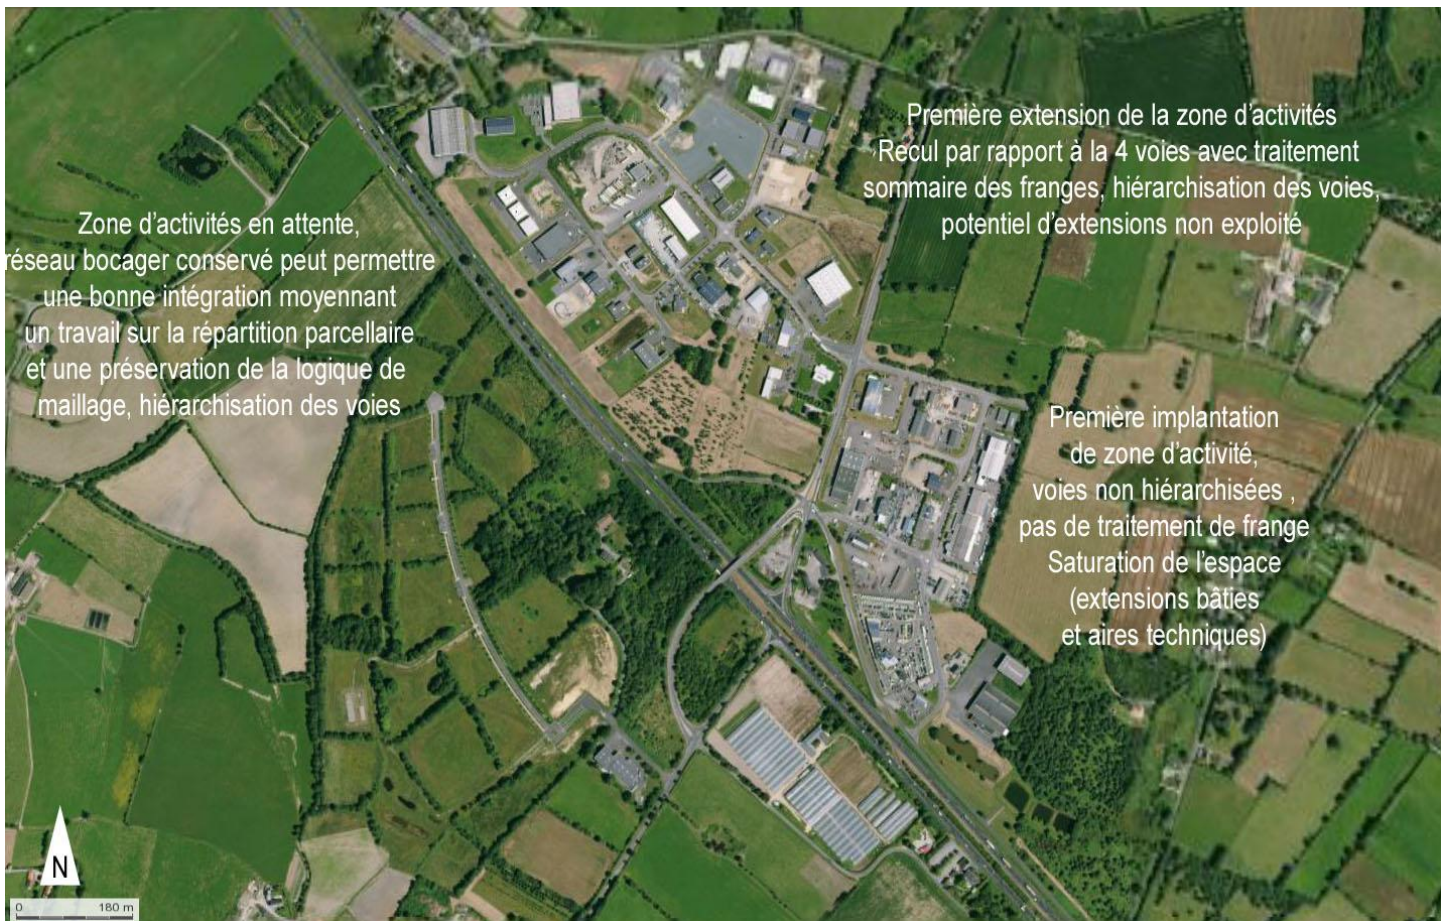 Première extension de la zone d'activités
Recul par rapport à la 4 voies avec traitement
sommaire des franges, hiérarchisation des voies,
potentiel d'extensions non exploité
Zone d'activités en attente,
réseau bocager conservé peut permettre
une bonne intégration moyennant
un travail sur la répartition parcellaire
et une préservation de la logique de
maillage, hiérarchisation des voies
Première implantation
de zone d'activité,
voies non hiérarchisées ,
pas de traitement de frange
Saturation de l'espace
(extensions bâties
et aires techniques)
N
0 180 m